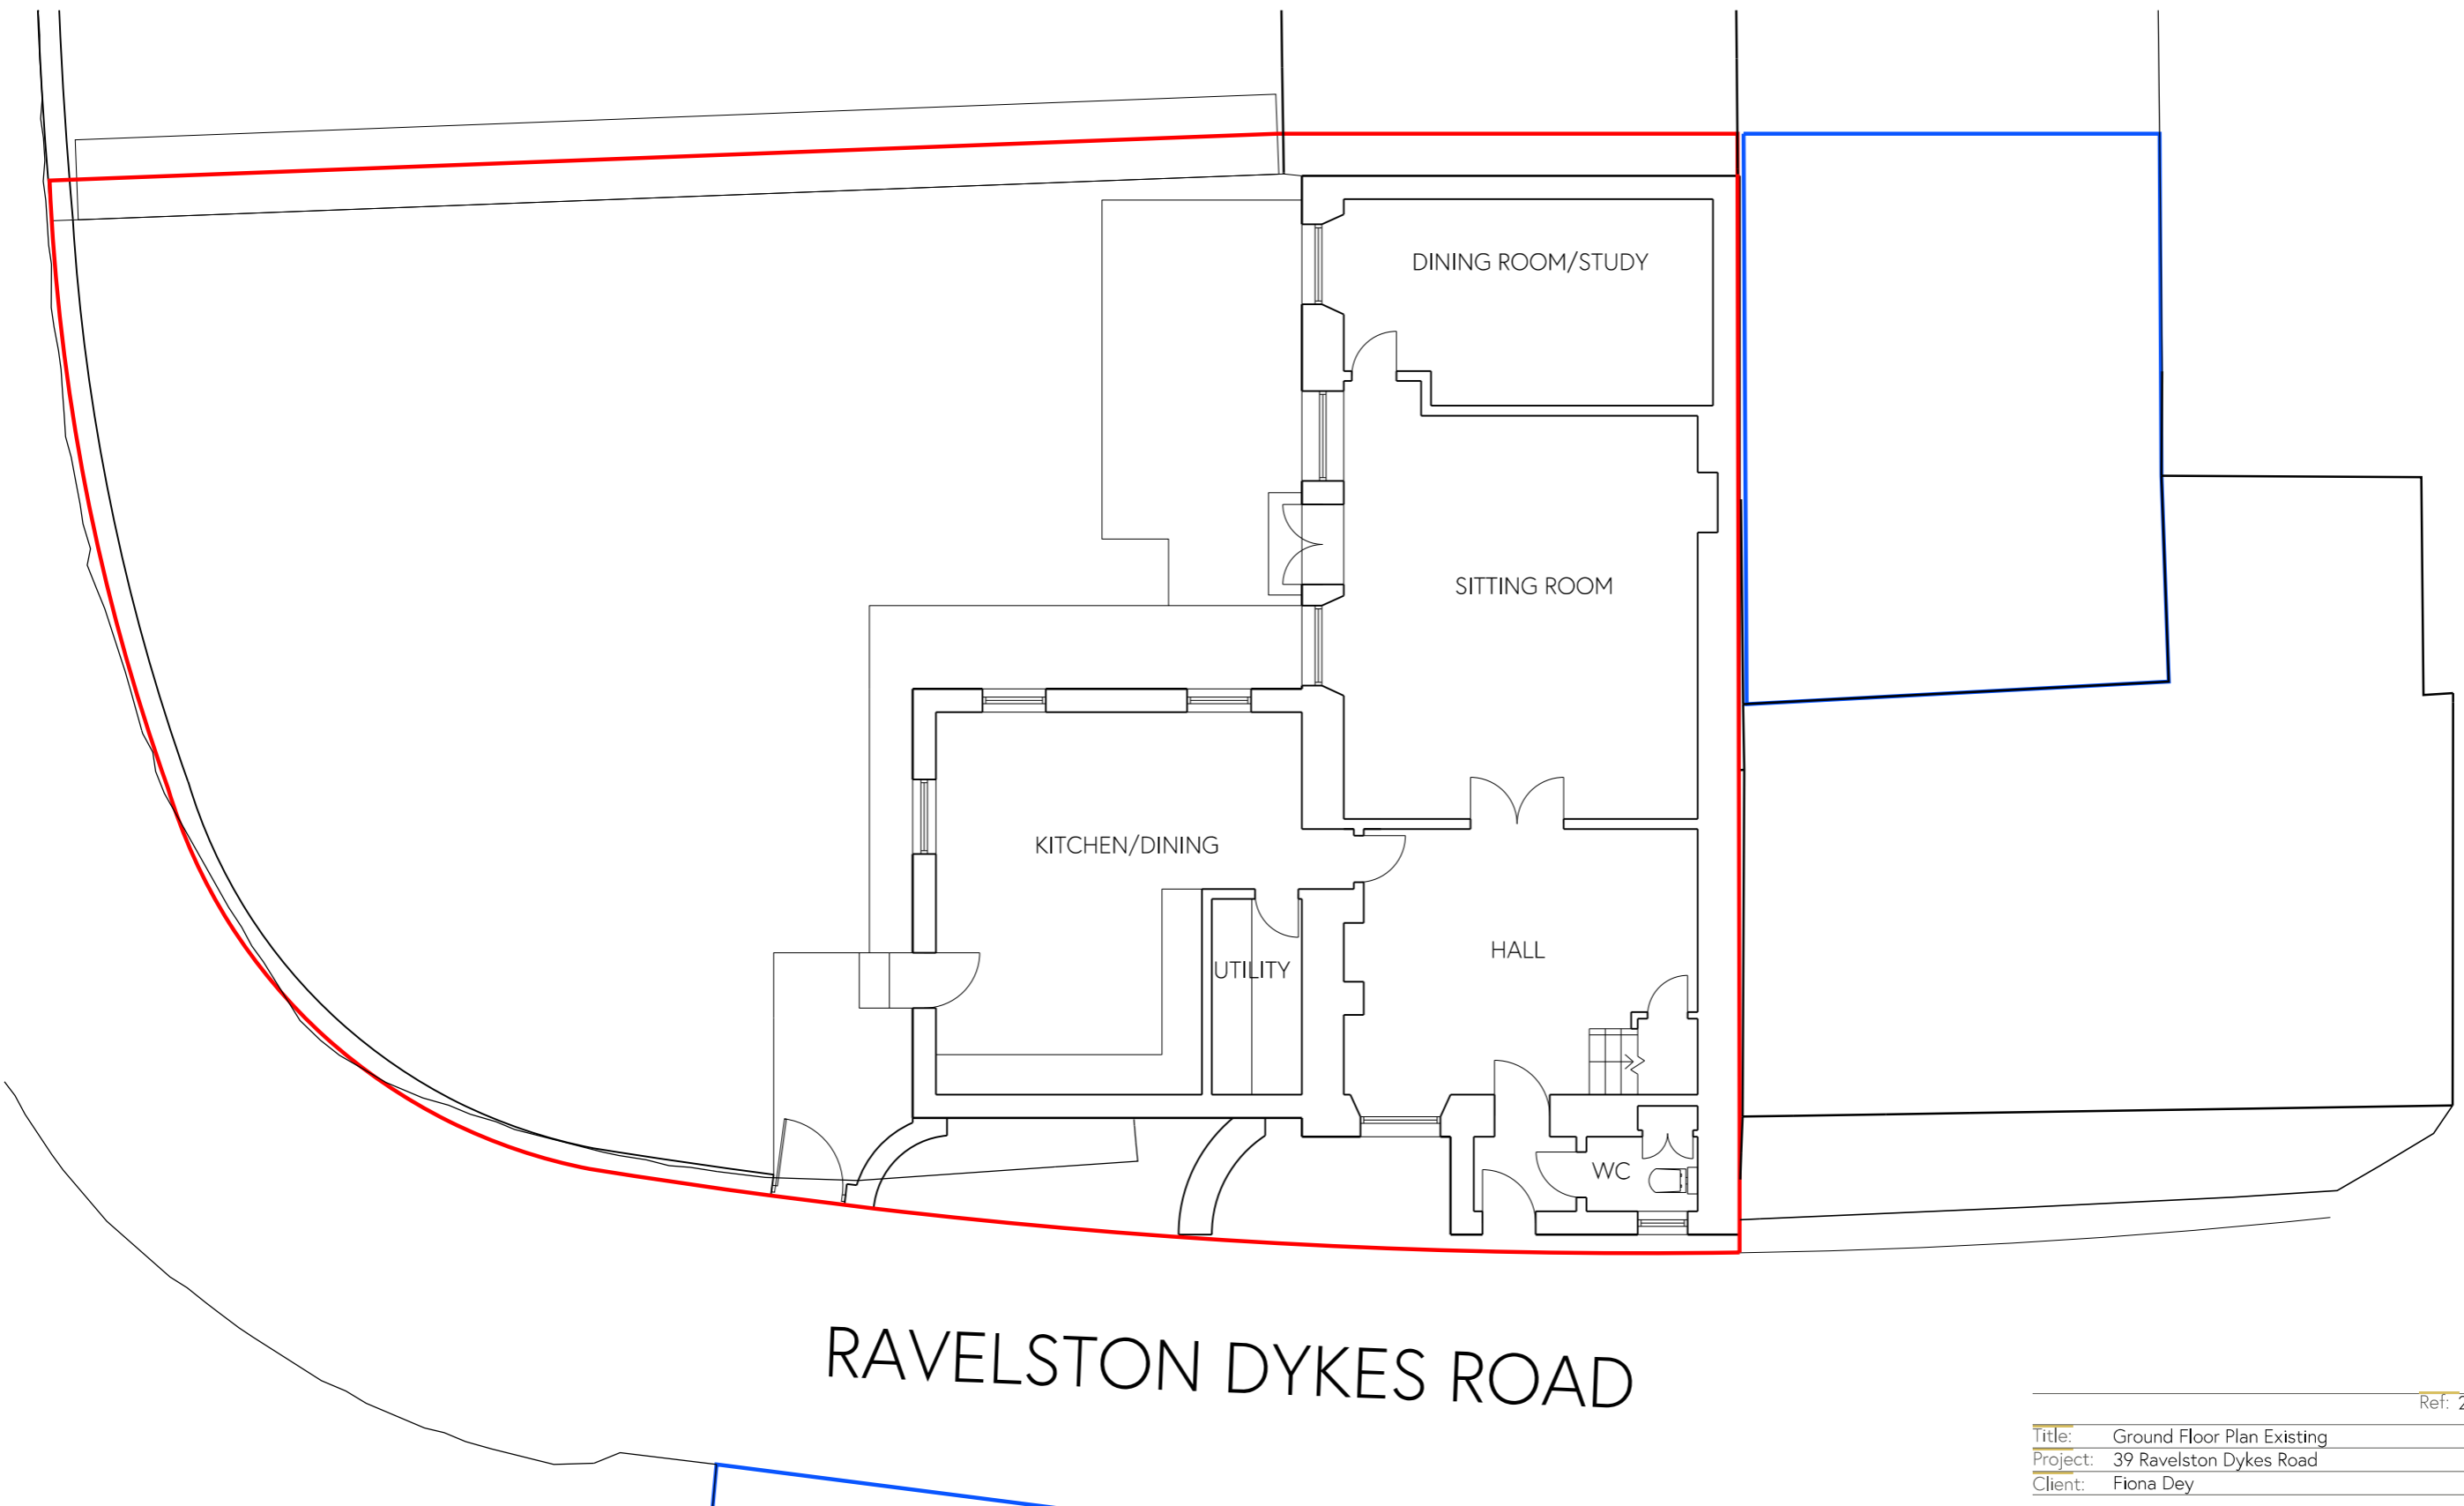 DINING ROOM/STUDY
SITTING ROOM
KITCHEN/DINING
HALL
UTILITY
WC
RAVELSTON DYKES ROAD
Ref: 2
Title: Ground Floor Plan Existing
Project: 39 Ravelston Dykes Road
Client: Fiona Dey